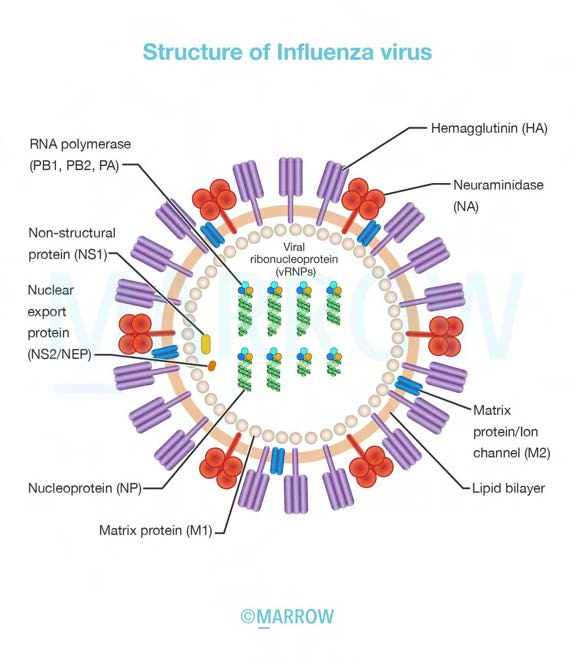 Structure of Influenza virus
RNA polymerase
(PB1, PB2, PA)
Hemagglutinin (HA)
Neuraminidase
(NA)
Non-structural
protein (NS1)
Viral
ribonucleoprotein
(vRNPs)
Nuclear
export
protein
(NS2/NEP)
MARROW
Matrix
protein/Ion
channel (M2)
Nucleoprotein (NP)
Lipid bilayer
Matrix protein (M1)
©MARROW